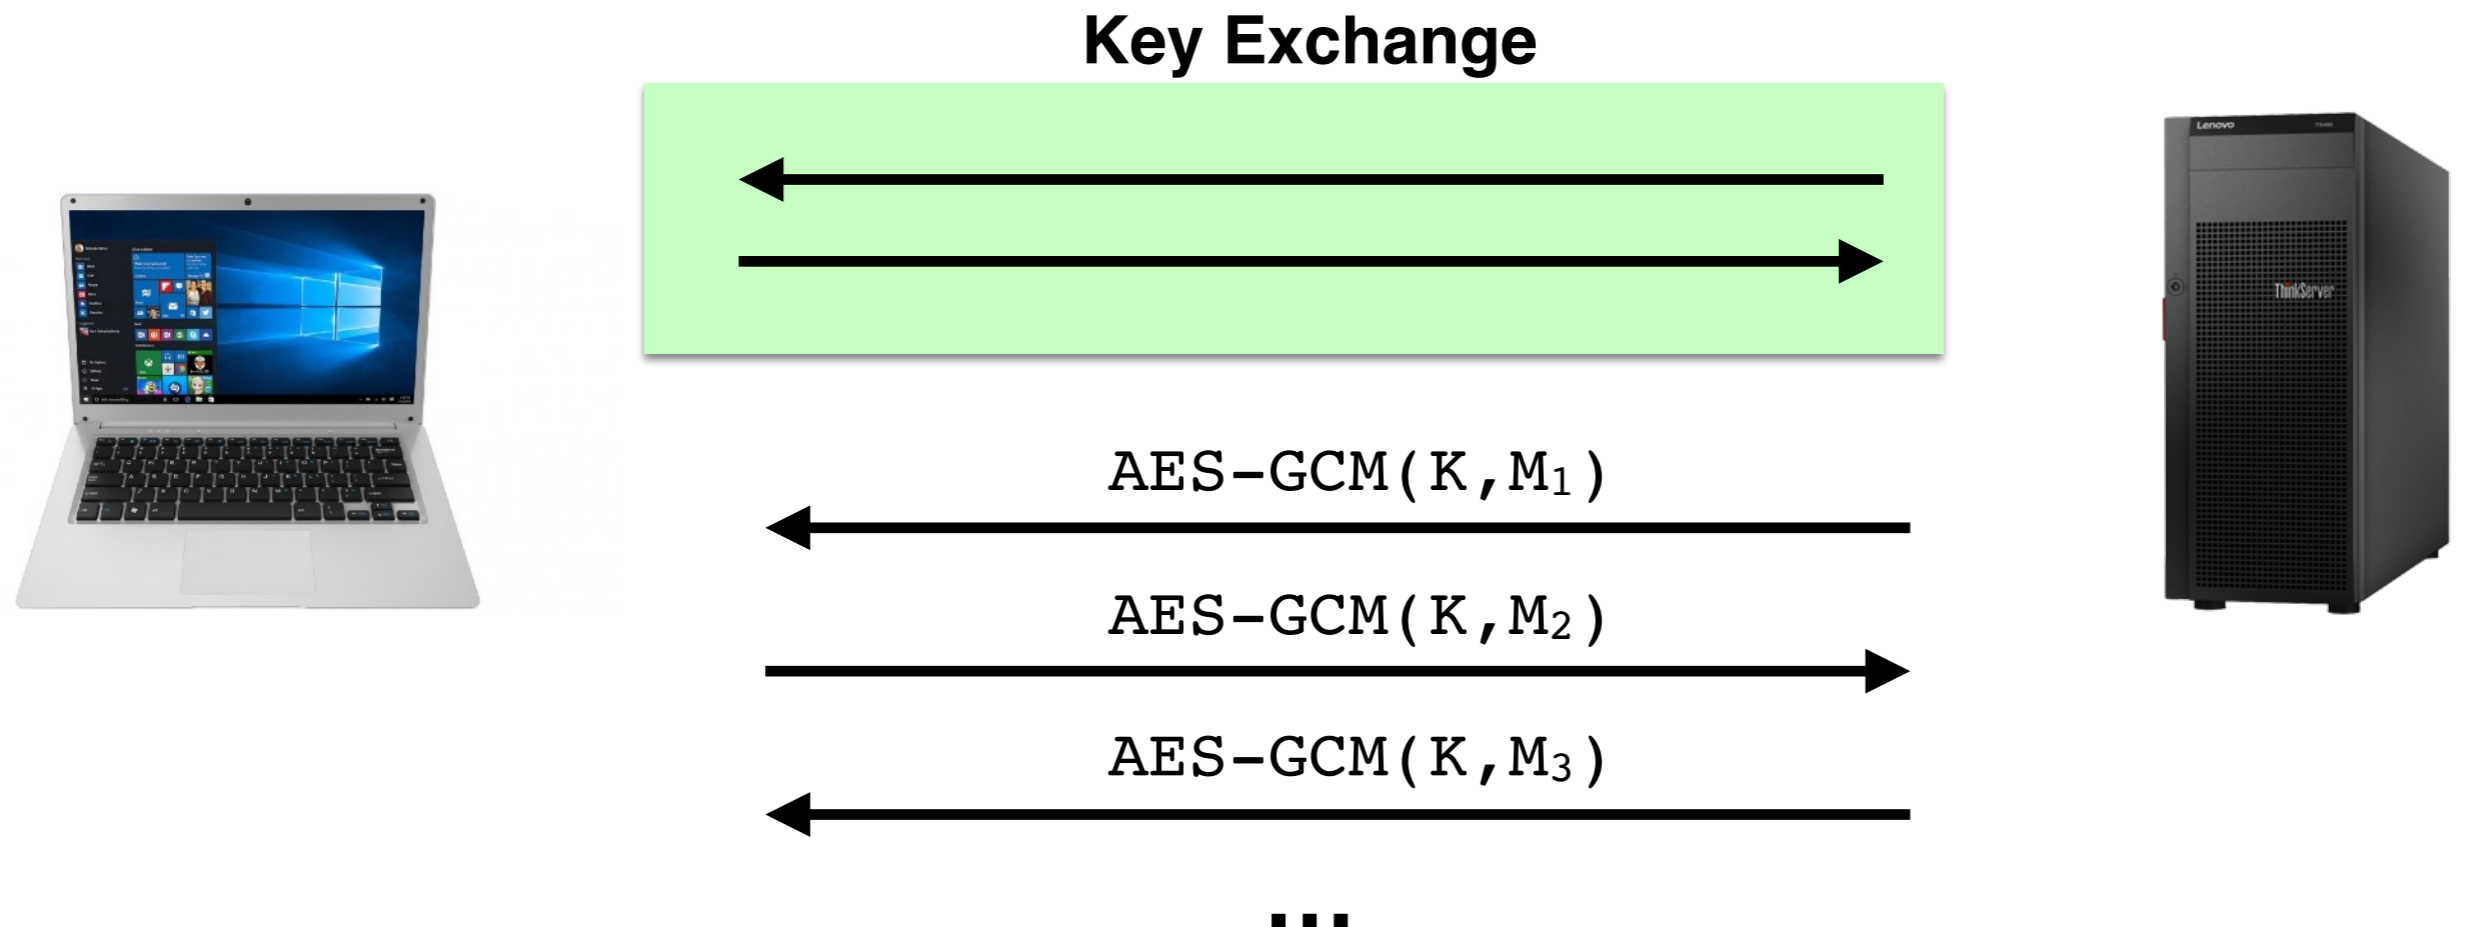 Key Exchange
Lenovo
ThinkServer
AES-GCM(K,M₁)
AES-GCM(K,M₂)
AES-GCM(K,M₃)
...